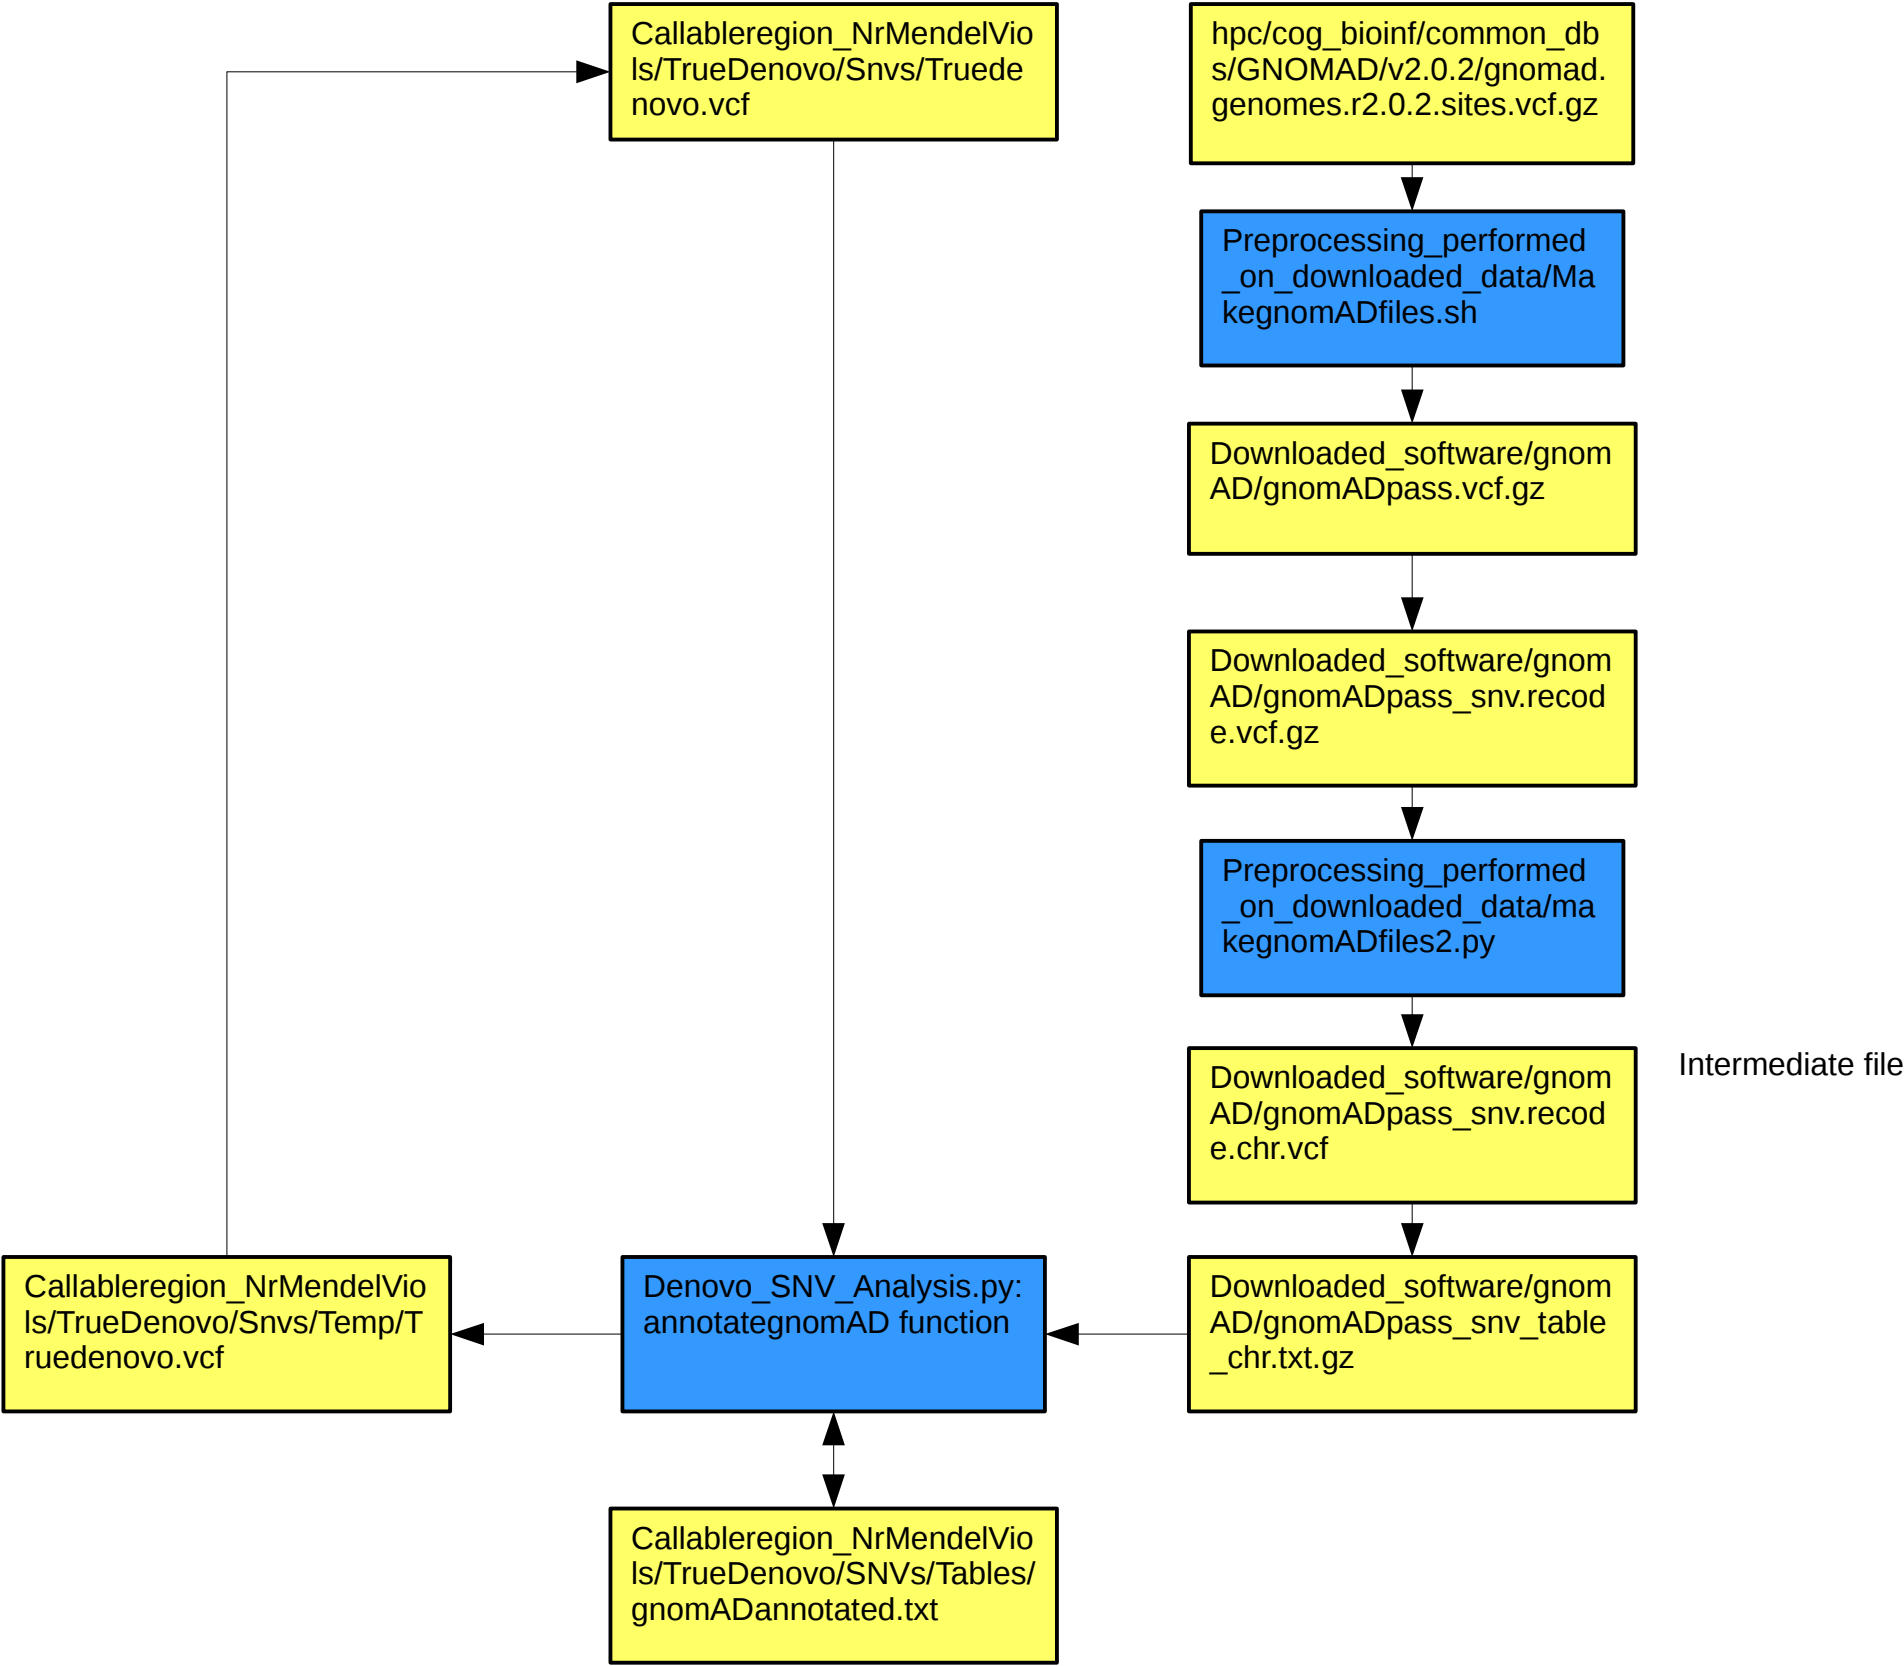 Callableregion_NrMendelVio
ls/TrueDenovo/Snvs/Truede
novo.vcf
hpc/cog_bioinf/common_db
s/GNOMAD/v2.0.2/gnomad.
genomes.r2.0.2.sites.vcf.gz
Preprocessing_performed
_on_downloaded_data/Ma
kegnomADfiles.sh
Downloaded_software/gnom
AD/gnomADpass.vcf.gz
Downloaded_software/gnom
AD/gnomADpass_snv.recod
e.vcf.gz
Preprocessing_performed
_on_downloaded_data/ma
kegnomADfiles2.py
Downloaded_software/gnom
AD/gnomADpass_snv.recod
e.chr.vcf
Intermediate file
Callableregion_NrMendelVio
ls/TrueDenovo/Snvs/Temp/T
ruedenovo.vcf
Denovo_SNV_Analysis.py:
annotategnomAD function
Downloaded_software/gnom
AD/gnomADpass_snv_table
_chr.txt.gz
Callableregion_NrMendelVio
ls/TrueDenovo/SNVs/Tables/
gnomADannotated.txt